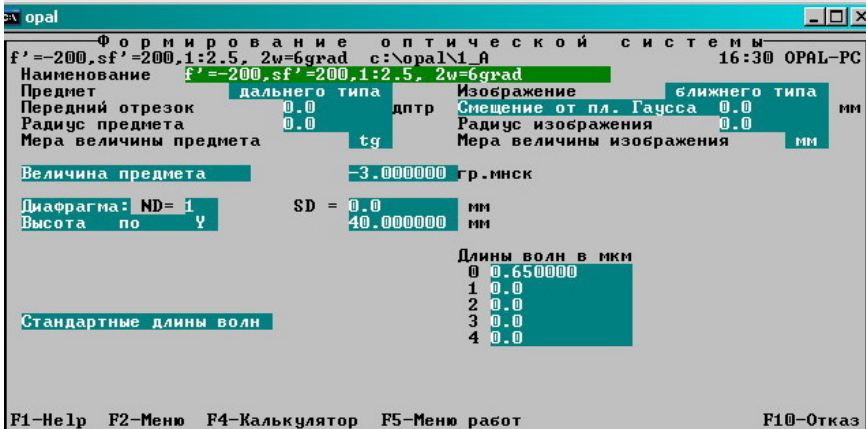 opal
Формирование оптической системы
f'=-200,sf'=200,1:2.5, 2w=6grad c:\opal\1_A 16:30 OPAL-PC
Наименование f'=-200,sf'=200,1:2.5, 2w=6grad
Предмет дальнего типа Изображение ближнего типа
Передний отрезок 0.0 дптр Смещение от пл. Гаусса 0.0 мм
Радиус предмета 0.0 Радиус изображения 0.0
Мера величины предмета tg Мера величины изображения мм
Величина предмета -3.000000 гр.мнск
Диафрагма: ND= 1 SD = 0.0 мм
Высота по Y 40.000000 мм
Длины волн в мкм
0 0.650000
1 0.0
2 0.0
Стандартные длины волн 3 0.0
4 0.0
F1-Help F2-Меню F4-Калькулятор F5-Меню работ F10-Отказ